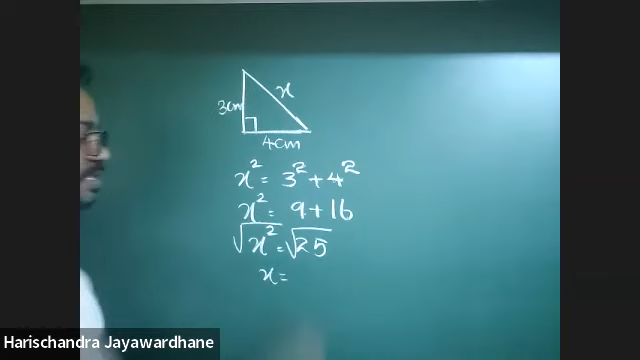 x
3cm
4cm
x² = 3² + 4²
x² = 9 + 16
√x² = √25
x =
Harischandra Jayawardhane